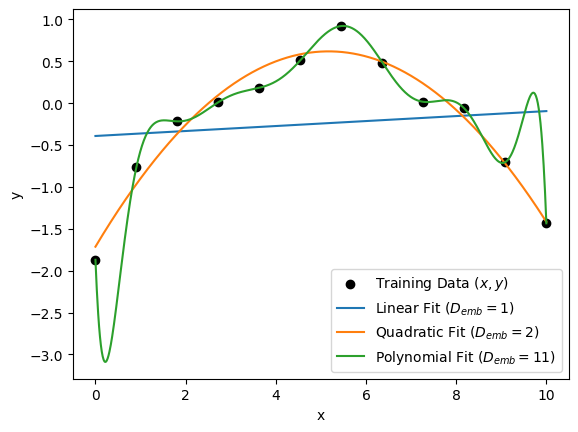 1.0
0.5
0.0
−0.5
−1.0
−1.5
−2.0
−2.5
−3.0
y
0 2 4 6 8 10
x
Training Data (x, y)
Linear Fit (D_emb = 1)
Quadratic Fit (D_emb = 2)
Polynomial Fit (D_emb = 11)